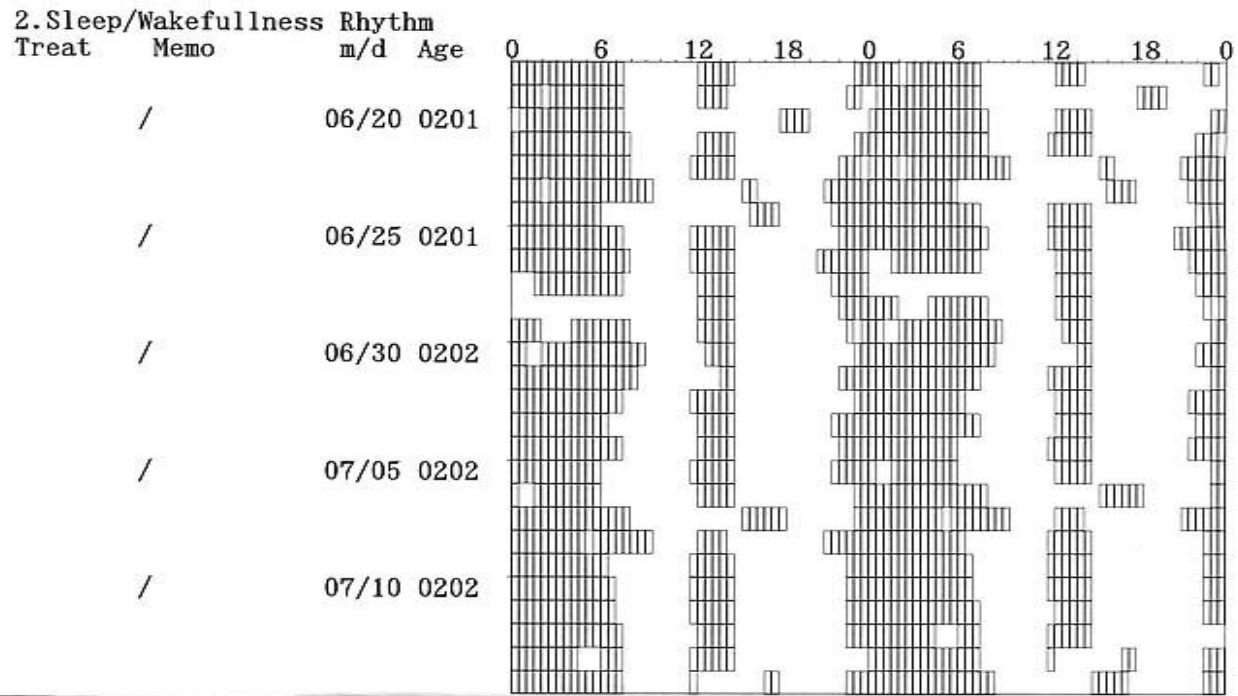 2.Sleep/Wakefullness Rhythm
Treat Memo m/d Age 0 6 12 18 0 6 12 18 0
/ 06/20 0201
/ 06/25 0201
/ 06/30 0202
/ 07/05 0202
/ 07/10 0202